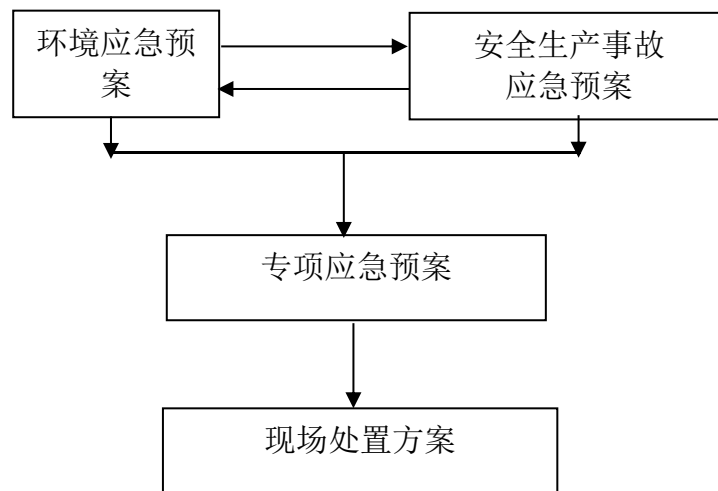 环境应急预
案
安全生产事故
应急预案
专项应急预案
现场处置方案